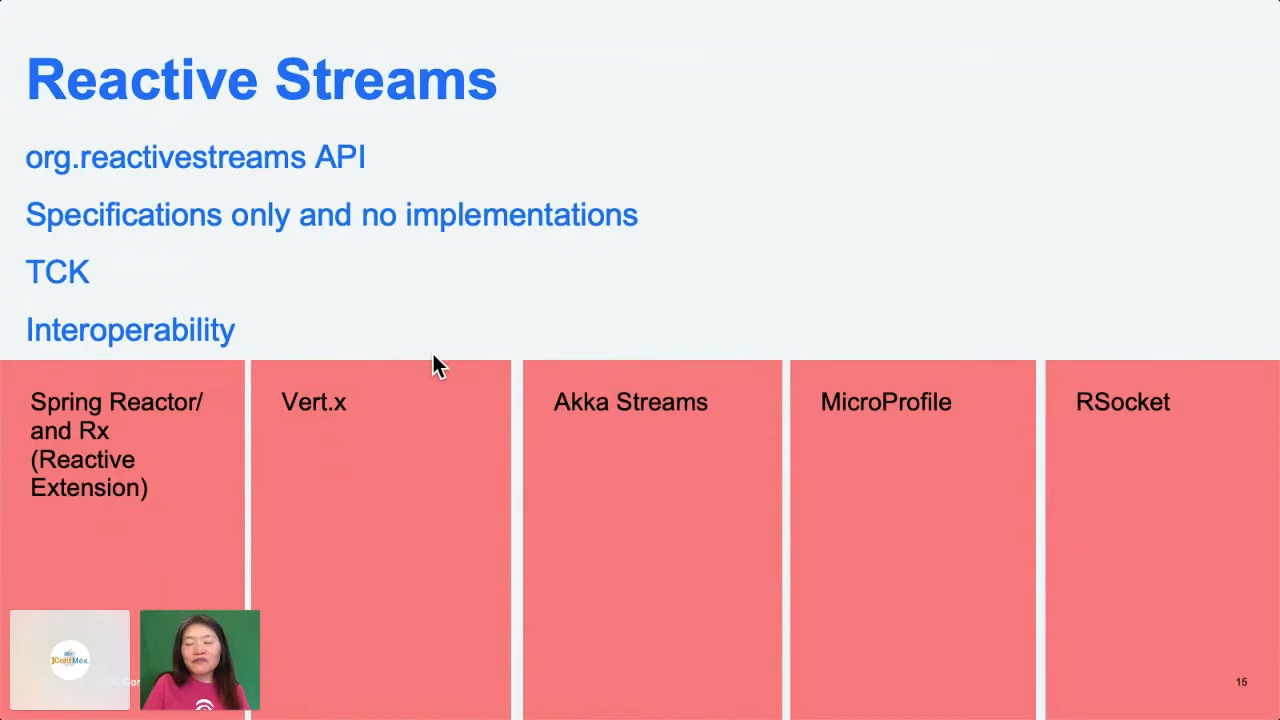 Reactive Streams
org.reactivestreams API
Specifications only and no implementations
TCK
Interoperability
Spring Reactor/
and Rx
(Reactive
Extension)
Vert.x
Akka Streams
MicroProfile
RSocket
JConfMex
15